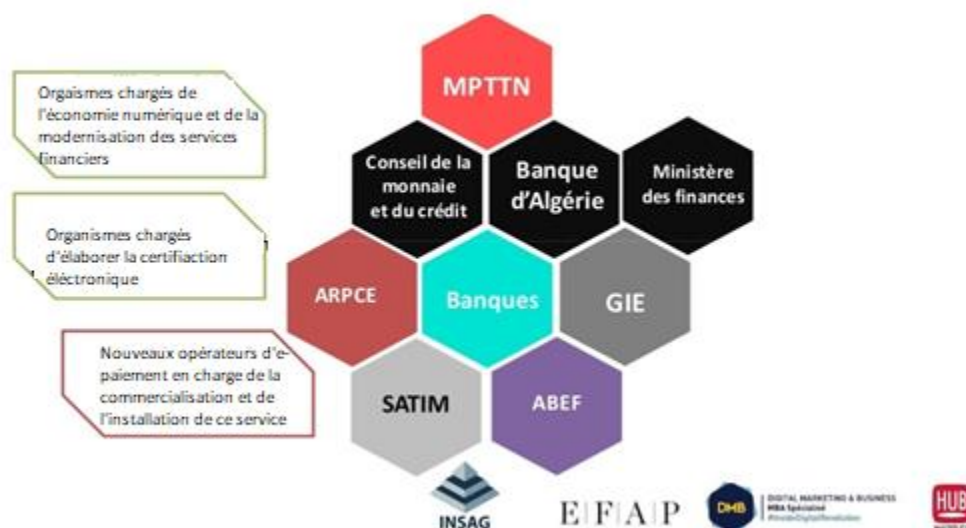 MPTTN
Orgaismes chargés de
l'économie numérique et de la
modernisation des services
financiers
Conseil de la
monnaie
et du crédit
Banque
d'Algérie
Ministère
des finances
Organismes chargés
d'élaborer la certifiaction
éléctronique
ARPCE
Banques
GIE
Nouveaux opérateurs d'e-
paiement en charge de la
commercialisation et de
l'installation de ce service
SATIM
ABEF
INSAG
E|F|A|P
DMB
DIGITAL MARKETING & BUSINESS
MBA Spécialisé
#InsideDigitalRevolution
HUB